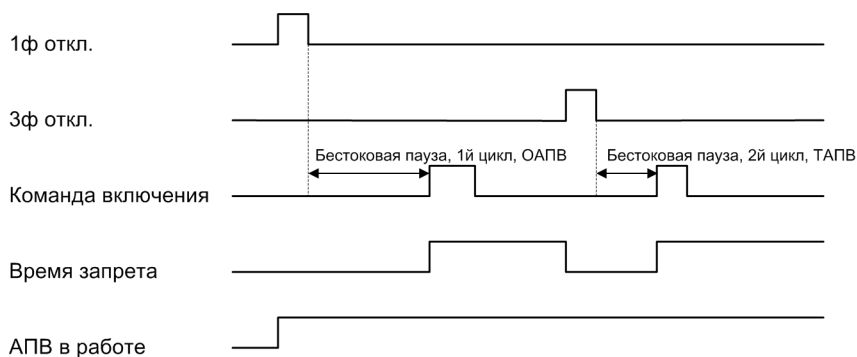 1ф откл.
3ф откл.
Бестоковая пауза, 1й цикл, ОАПВ
Бестоковая пауза, 2й цикл, ТАПВ
Команда включения
Время запрета
АПВ в работе